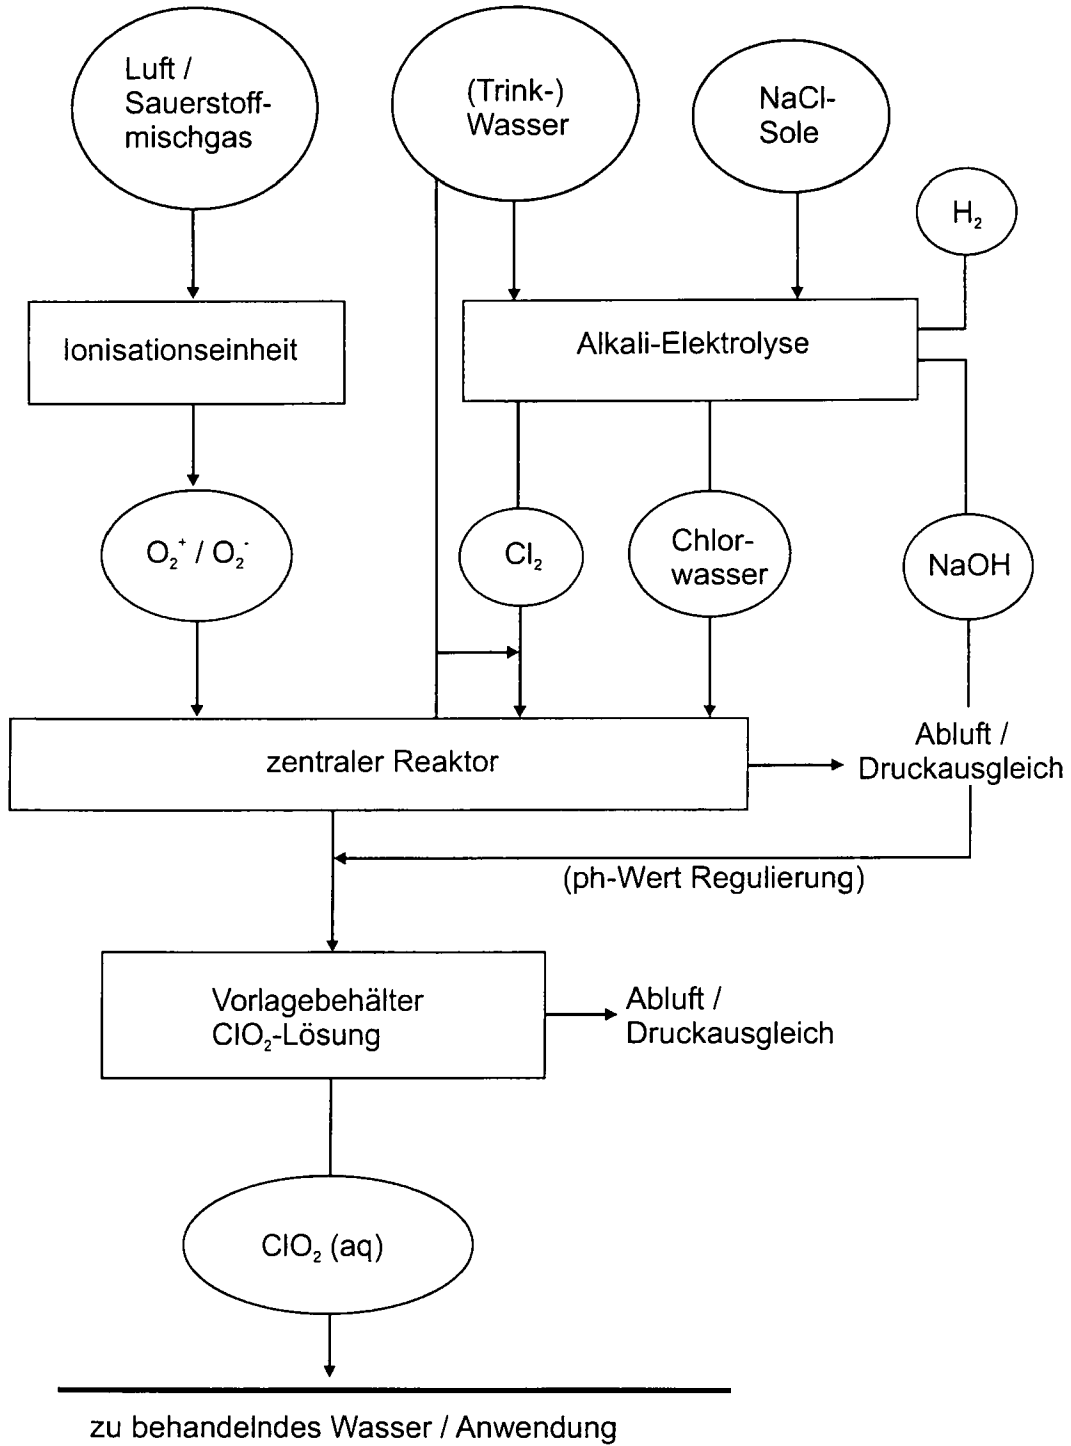 Luft /
Sauerstoff-
mischgas
(Trink-)
Wasser
NaCl-
Sole
H₂
Ionisationseinheit
Alkali-Elektrolyse
O₂⁺ / O₂⁻
Cl₂
Chlor-
wasser
NaOH
zentraler Reaktor
Abluft /
Druckausgleich
(ph-Wert Regulierung)
Vorlagebehälter
ClO₂-Lösung
Abluft /
Druckausgleich
ClO₂ (aq)
zu behandelndes Wasser / Anwendung